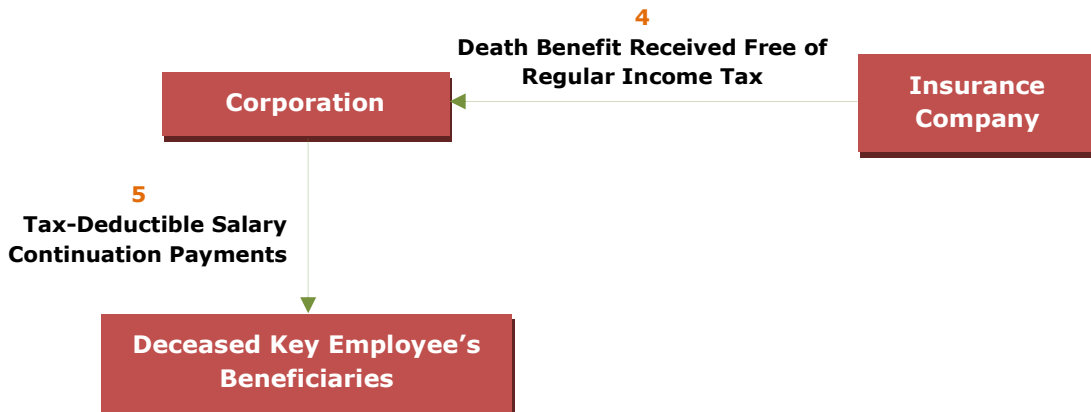 4
Death Benefit Received Free of
Regular Income Tax
Corporation
Insurance
Company
5
Tax-Deductible Salary
Continuation Payments
Deceased Key Employee’s
Beneficiaries